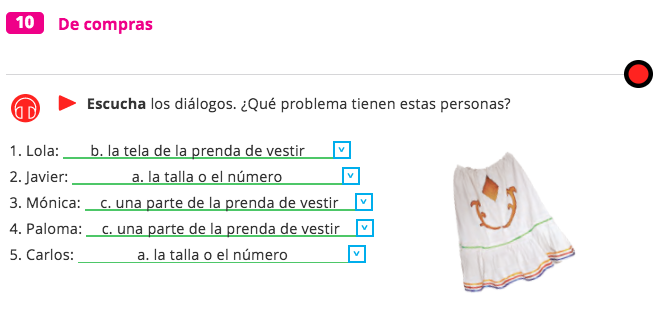 10 De compras
Escucha los diálogos. ¿Qué problema tienen estas personas?
1. Lola: b. la tela de la prenda de vestir
2. Javier: a. la talla o el número
3. Mónica: c. una parte de la prenda de vestir
4. Paloma: c. una parte de la prenda de vestir
5. Carlos: a. la talla o el número